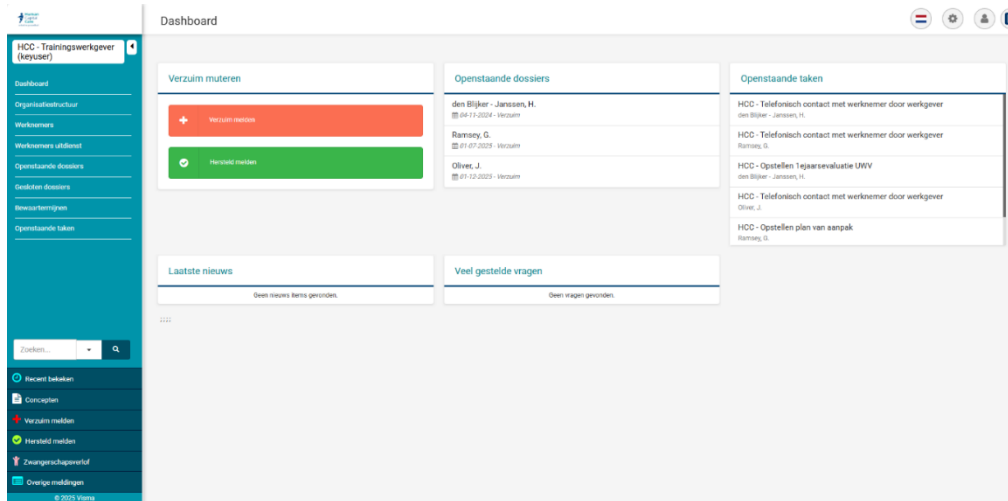 Dashboard
HCC - Trainingswerkgever
(keyuser)
Dashboard
Organisatiestructuur
Werknemers
Werknemers uitdienst
Openstaande dossiers
Gesloten dossiers
Bewaartermijnen
Openstaande taken
Zoeken...
Recent bekeken
Concepten
Verzuim melden
Hersteld melden
Zwangerschapsverlof
Overige meldingen
© 2025 Visma
Verzuim muteren
Verzuim melden
Hersteld melden
Openstaande dossiers
den Blijker - Janssen, H.
04-11-2024 - Verzuim
Ramsey, G.
01-07-2025 - Verzuim
Oliver, J.
01-12-2025 - Verzuim
Openstaande taken
HCC - Telefonisch contact met werknemer door werkgever
den Blijker - Janssen, H.
HCC - Telefonisch contact met werknemer door werkgever
Ramsey, G.
HCC - Opstellen 1ejaarsevaluatie UWV
den Blijker - Janssen, H.
HCC - Telefonisch contact met werknemer door werkgever
Oliver, J.
HCC - Opstellen plan van aanpak
Ramsey, G.
Laatste nieuws
Geen nieuws items gevonden.
Veel gestelde vragen
Geen vragen gevonden.